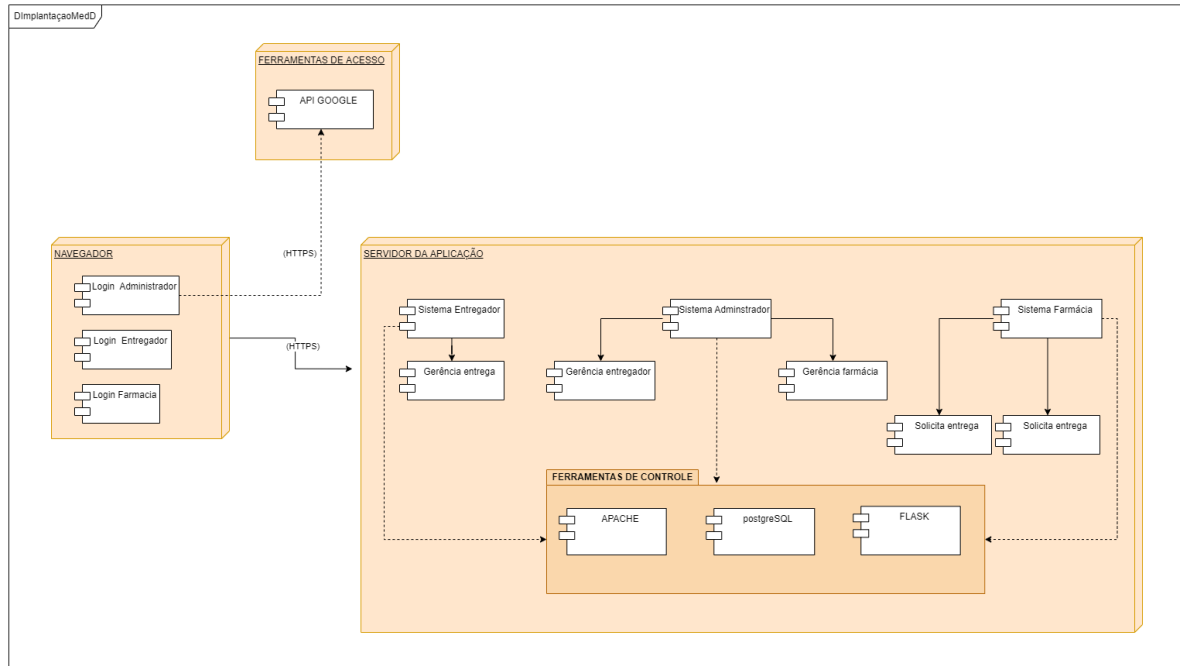 DImplantaçaoMedD
FERRAMENTAS DE ACESSO
API GOOGLE
(HTTPS)
NAVEGADOR
Login Administrador
Login Entregador
Login Farmacia
(HTTPS)
SERVIDOR DA APLICAÇÃO
Sistema Entregador
Sistema Adminstrador
Sistema Farmácia
Gerência entrega
Gerência entregador
Gerência farmácia
Solicita entrega
Solicita entrega
FERRAMENTAS DE CONTROLE
APACHE
postgreSQL
FLASK